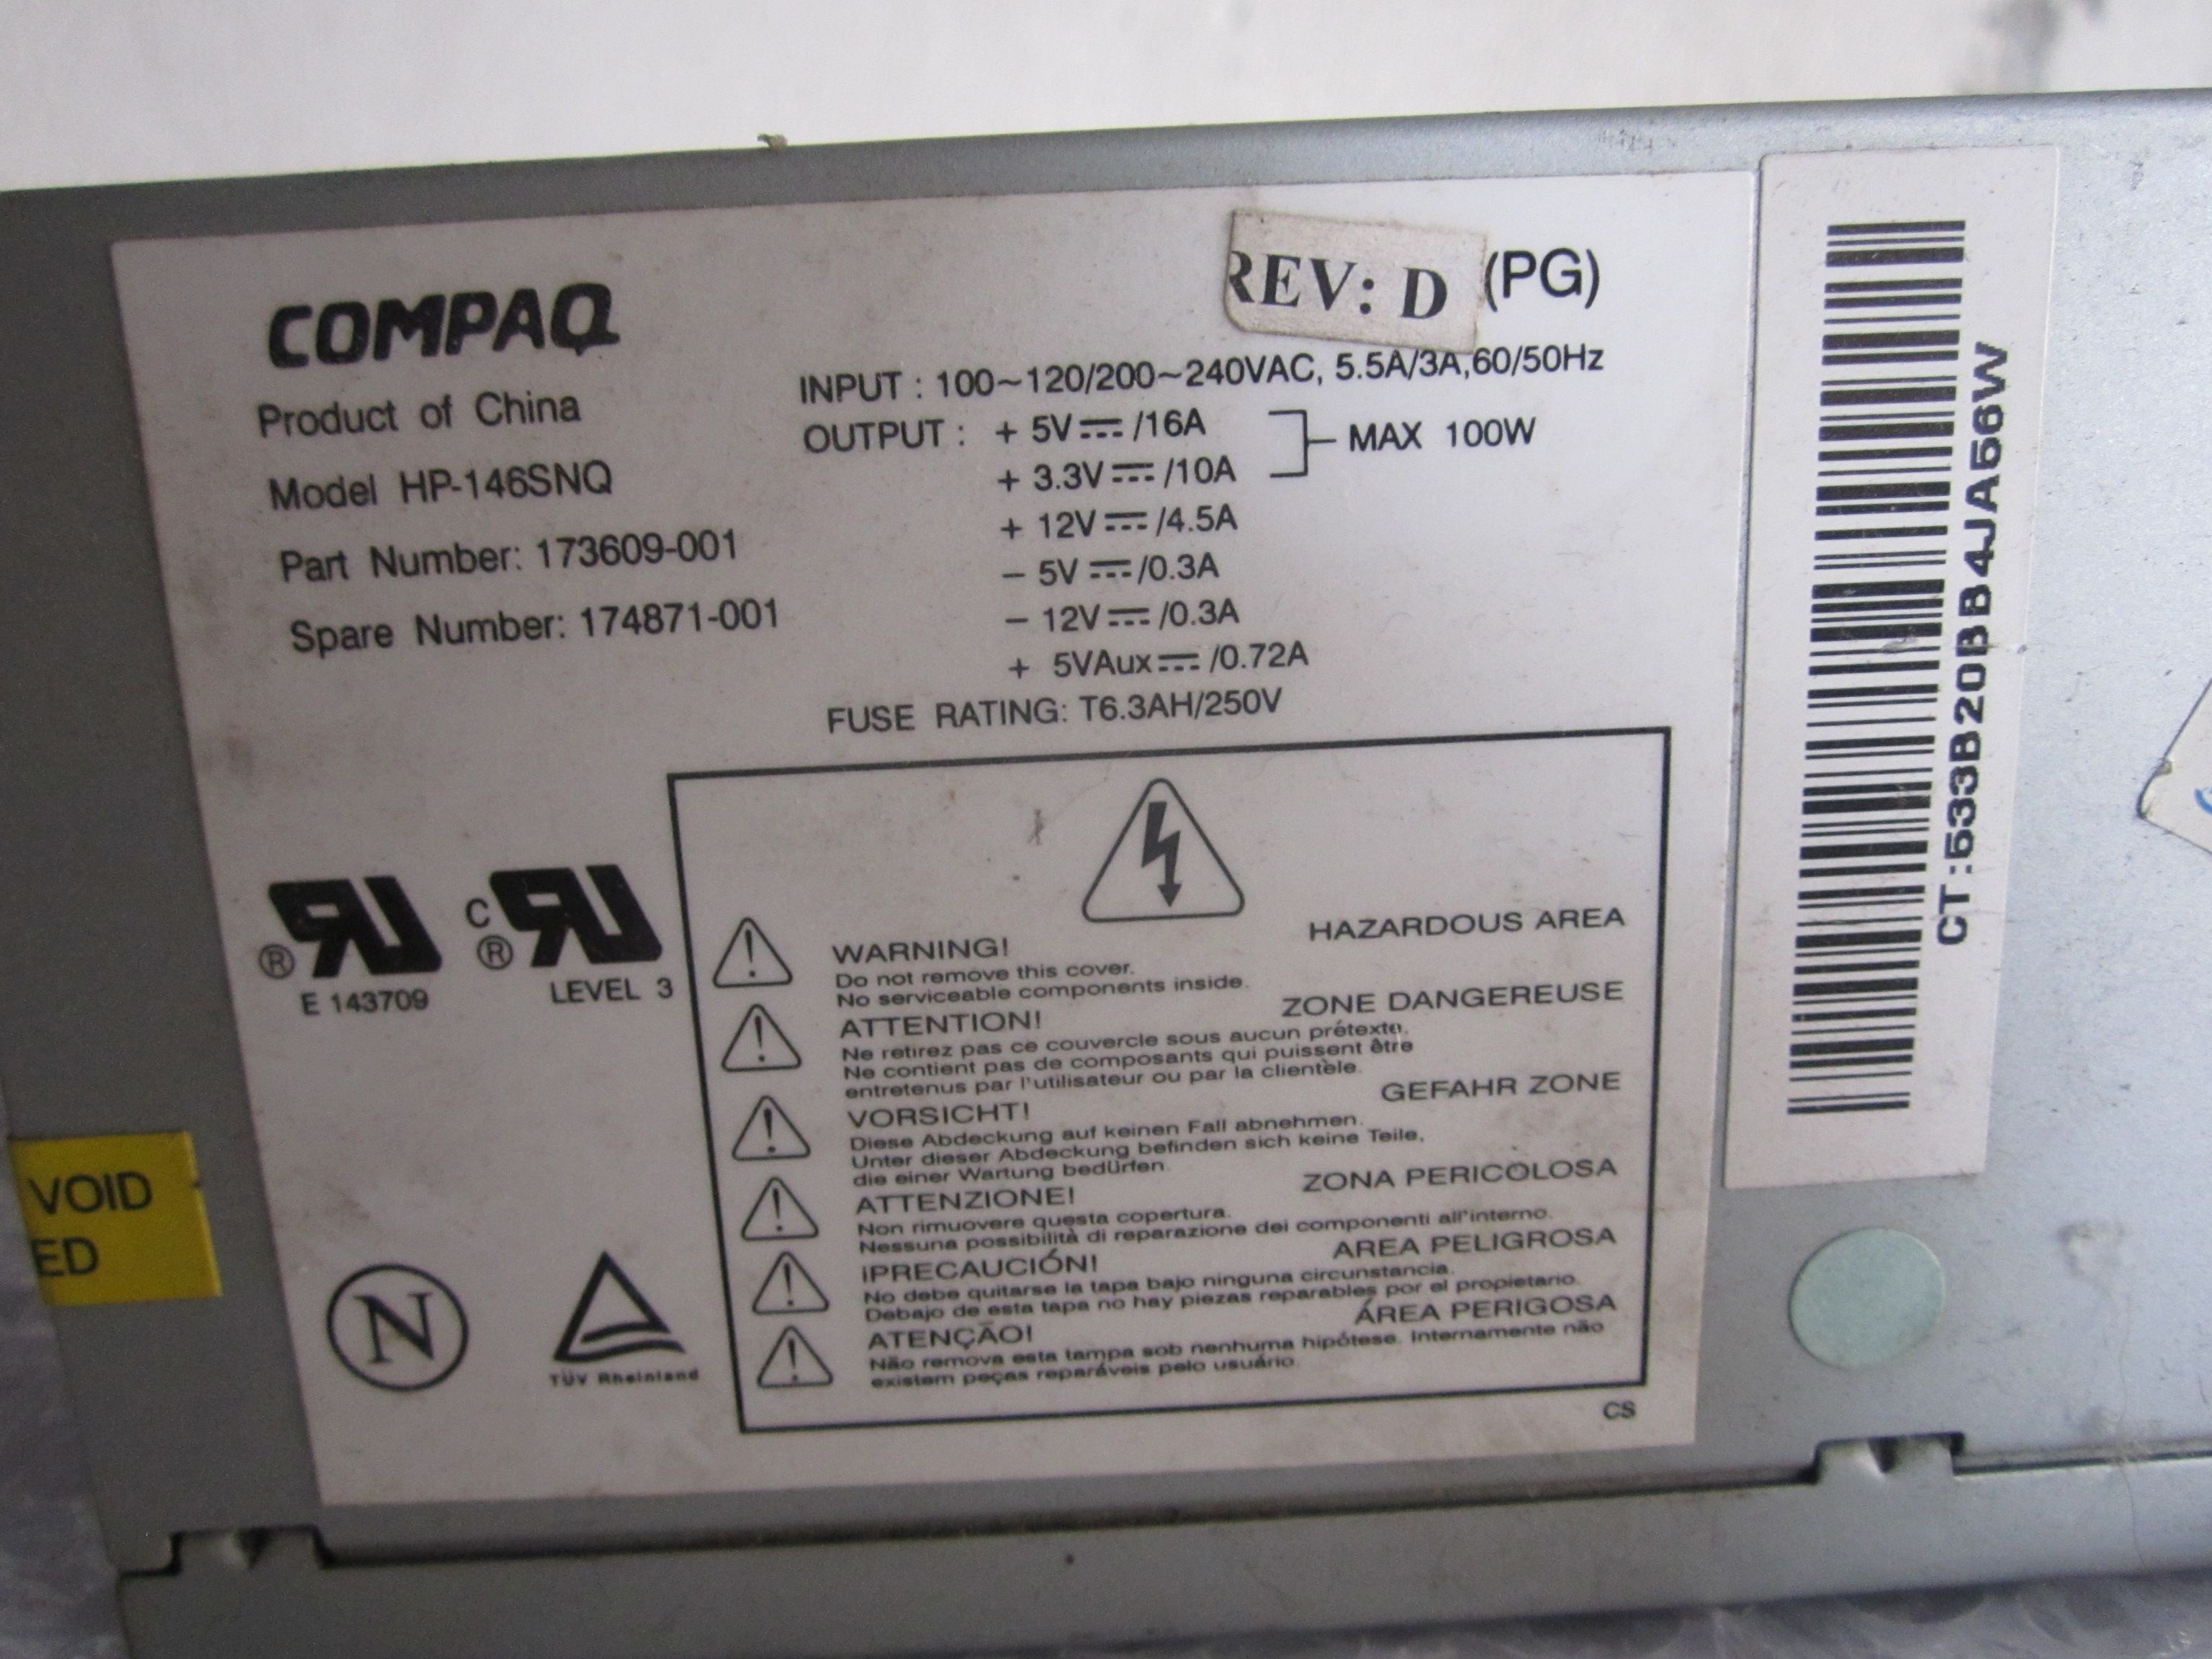 COMPAQ
Product of China
Model HP-146SNQ
Part Number: 173609-001
Spare Number: 174871-001
REV: D (PG)
INPUT : 100~120/200~240VAC, 5.5A/3A,60/50Hz
OUTPUT : + 5V⎓/16A
+ 3.3V⎓/10A
MAX 100W
+ 12V⎓/4.5A
− 5V⎓/0.3A
− 12V⎓/0.3A
+ 5VAux⎓/0.72A
FUSE RATING: T6.3AH/250V
® RU
E 143709
C ® RU
LEVEL 3
N
TÜV Rheinland
WARNING! HAZARDOUS AREA
Do not remove this cover.
No serviceable components inside.
ATTENTION! ZONE DANGEREUSE
Ne retirez pas ce couvercle sous aucun prétexte.
Ne contient pas de composants qui puissent être
entretenus par l'utilisateur ou par la clientèle.
VORSICHT! GEFAHR ZONE
Diese Abdeckung auf keinen Fall abnehmen.
Unter dieser Abdeckung befinden sich keine Teile,
die einer Wartung bedürfen.
ATTENZIONE! ZONA PERICOLOSA
Non rimuovere questa copertura.
Nessuna possibilità di reparazione dei componenti all'interno.
¡PRECAUCIÓN! AREA PELIGROSA
No debe quitarse la tapa bajo ninguna circunstancia.
Debajo de esta tapa no hay piezas reparables por el propietario.
ATENÇÃO! ÁREA PERIGOSA
Não remova esta tampa sob nenhuma hipótese. Internamente não
existem peças reparáveis pelo usuário.
CS
CT:533B20BB4JA56W
VOID
ED